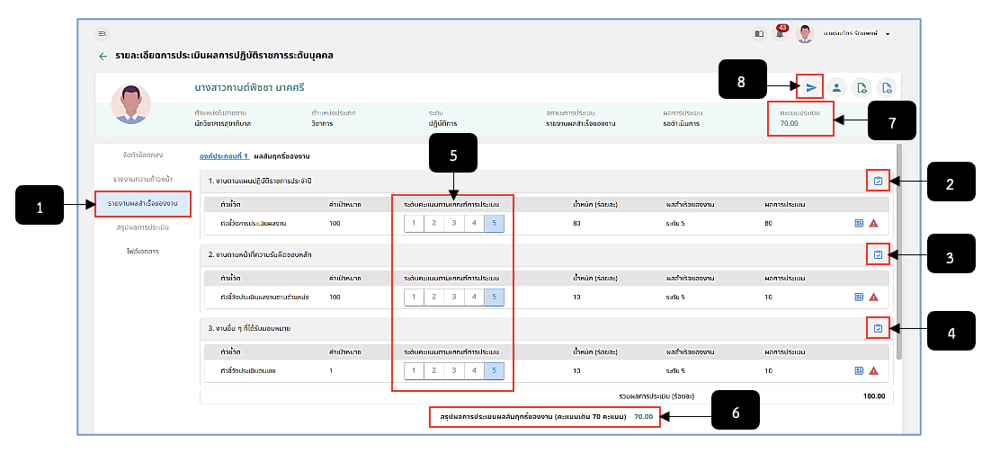 43
นายธนภัทร รัตนพงษ์
รายละเอียดการประเมินผลการปฏิบัติราชการระดับบุคคล
8
นางสาวกานต์พิชชา นาคศรี
ตำแหน่งในสายงาน ตำแหน่งประเภท ระดับ สถานะการประเมิน ผลการประเมิน คะแนนประเมิน
นักวิชาการสุขาภิบาล วิชาการ ปฏิบัติการ รายงานผลสำเร็จของงาน รอดำเนินการ 70.00
7
จัดทำข้อตกลง
รายงานความก้าวหน้า
รายงานผลสำเร็จของงาน
สรุปผลการประเมิน
ไฟล์เอกสาร
1
องค์ประกอบที่ 1 ผลสัมฤทธิ์ของงาน
5
1. งานตามแผนปฏิบัติราชการประจำปี
2
ตัวชี้วัด ค่าเป้าหมาย ระดับคะแนนตามเกณฑ์การประเมิน น้ำหนัก (ร้อยละ) ผลสำเร็จของงาน ผลการประเมิน
ตัวชี้วัดการประเมินผลงาน 100 1 2 3 4 5 80 ระดับ 5 80
2. งานตามหน้าที่ความรับผิดชอบหลัก
3
ตัวชี้วัด ค่าเป้าหมาย ระดับคะแนนตามเกณฑ์การประเมิน น้ำหนัก (ร้อยละ) ผลสำเร็จของงาน ผลการประเมิน
ตัวชี้วัดประเมินผลงานตามตำแหน่ง 100 1 2 3 4 5 10 ระดับ 5 10
3. งานอื่น ๆ ที่ได้รับมอบหมาย
4
ตัวชี้วัด ค่าเป้าหมาย ระดับคะแนนตามเกณฑ์การประเมิน น้ำหนัก (ร้อยละ) ผลสำเร็จของงาน ผลการประเมิน
ตัวชี้วัดประเมินตนเอง 1 1 2 3 4 5 10 ระดับ 5 10
รวมผลการประเมิน (ร้อยละ) 100.00
สรุปผลการประเมินผลสัมฤทธิ์ของงาน (คะแนนเต็ม 70 คะแนน) 70.00
6